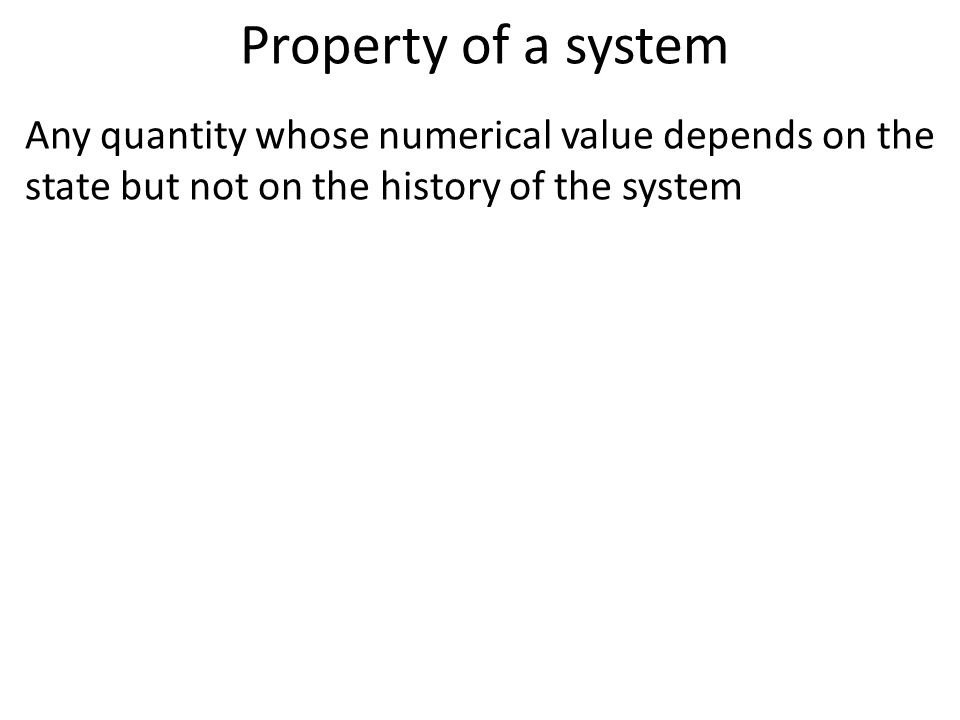 Property of a system
Any quantity whose numerical value depends on the
state but not on the history of the system